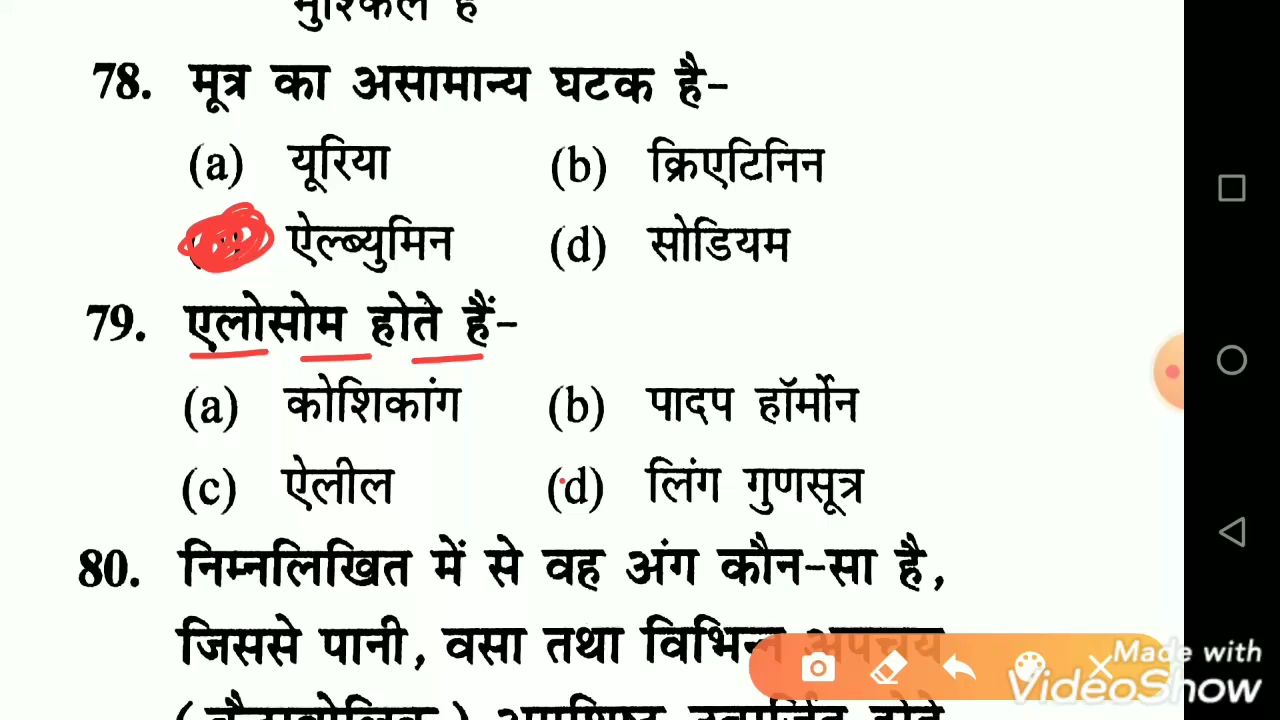 मुश्किल है
78. मूत्र का असामान्य घटक है-
(a) यूरिया (b) क्रिएटिनिन
ऐल्ब्युमिन (d) सोडियम
79. एलोसोम होते हैं-
(a) कोशिकांग (b) पादप हॉर्मोन
(c) ऐलील (d) लिंग गुणसूत्र
80. निम्नलिखित में से वह अंग कौन-सा है,
जिससे पानी, वसा तथा विभिन्न अपचय
Made with
VideoShow